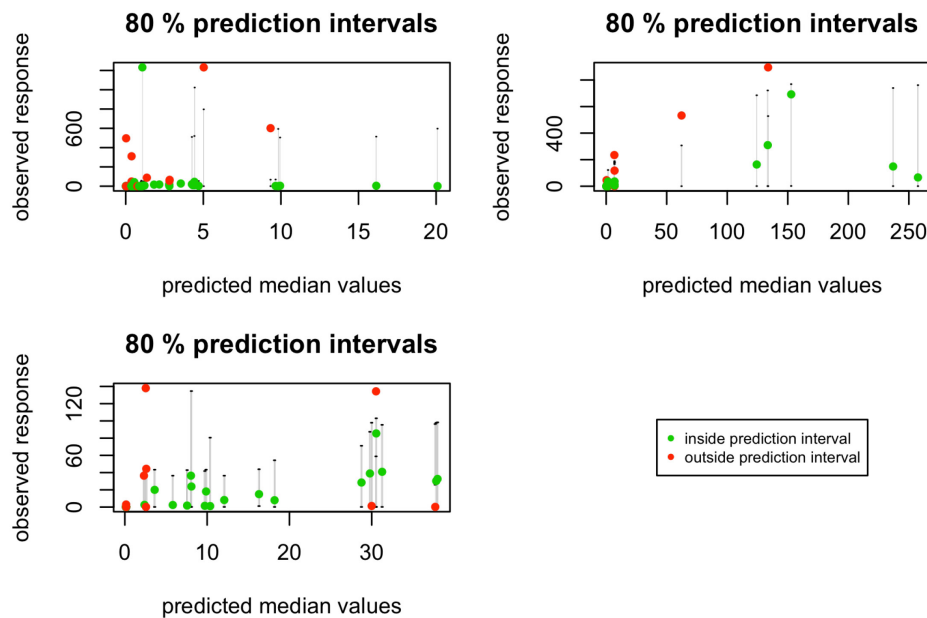 80 % prediction intervals
observed response
600
0
0 5 10 15 20
predicted median values
80 % prediction intervals
observed response
400
0
0 50 100 150 200 250
predicted median values
80 % prediction intervals
observed response
120
60
0
0 10 20 30
predicted median values
inside prediction interval
outside prediction interval